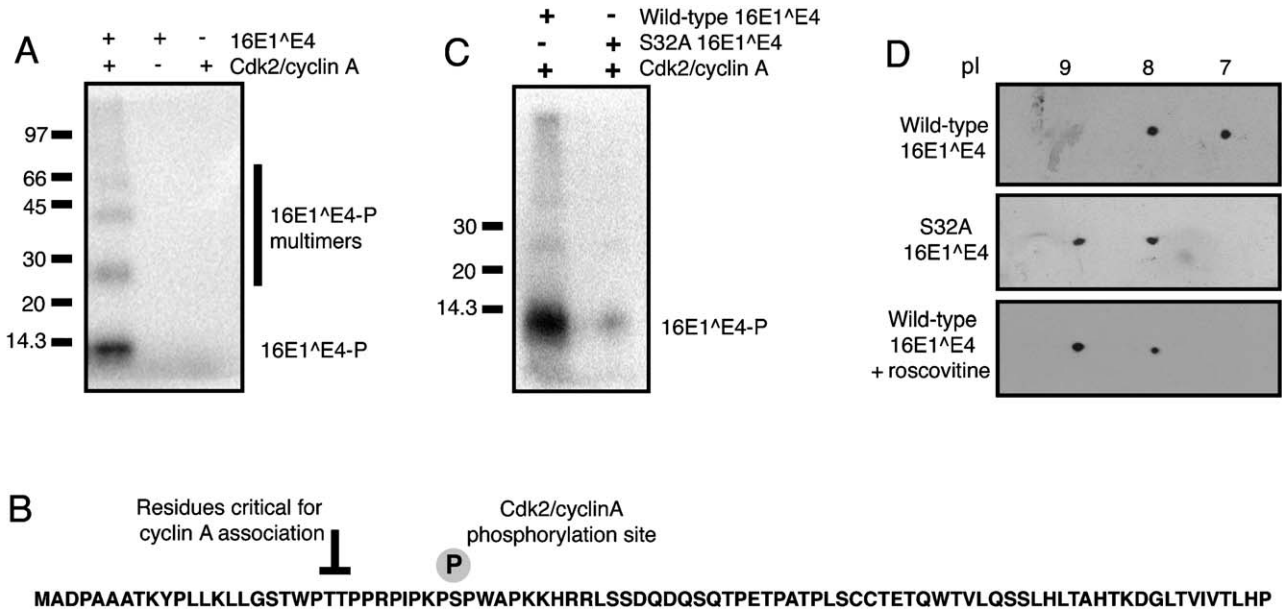 A
+ + - 16E1^E4
+ - + Cdk2/cyclin A
97
66
45
30
20
14.3
16E1^E4-P
multimers
16E1^E4-P
C
+ - Wild-type 16E1^E4
- + S32A 16E1^E4
+ + Cdk2/cyclin A
30
20
14.3
16E1^E4-P
D
pI 9 8 7
Wild-type
16E1^E4
S32A
16E1^E4
Wild-type
16E1^E4
+ roscovitine
B
Residues critical for
cyclin A association
Cdk2/cyclinA
phosphorylation site
P
MADPAAATKYPLLKLLGSTWPTTPPRPIPKPSPWAPKKHRRLSSDQDQSQTPETPATPLSCCTETQWTVLQSSLHLTAHTKDGLTVIVTLHP